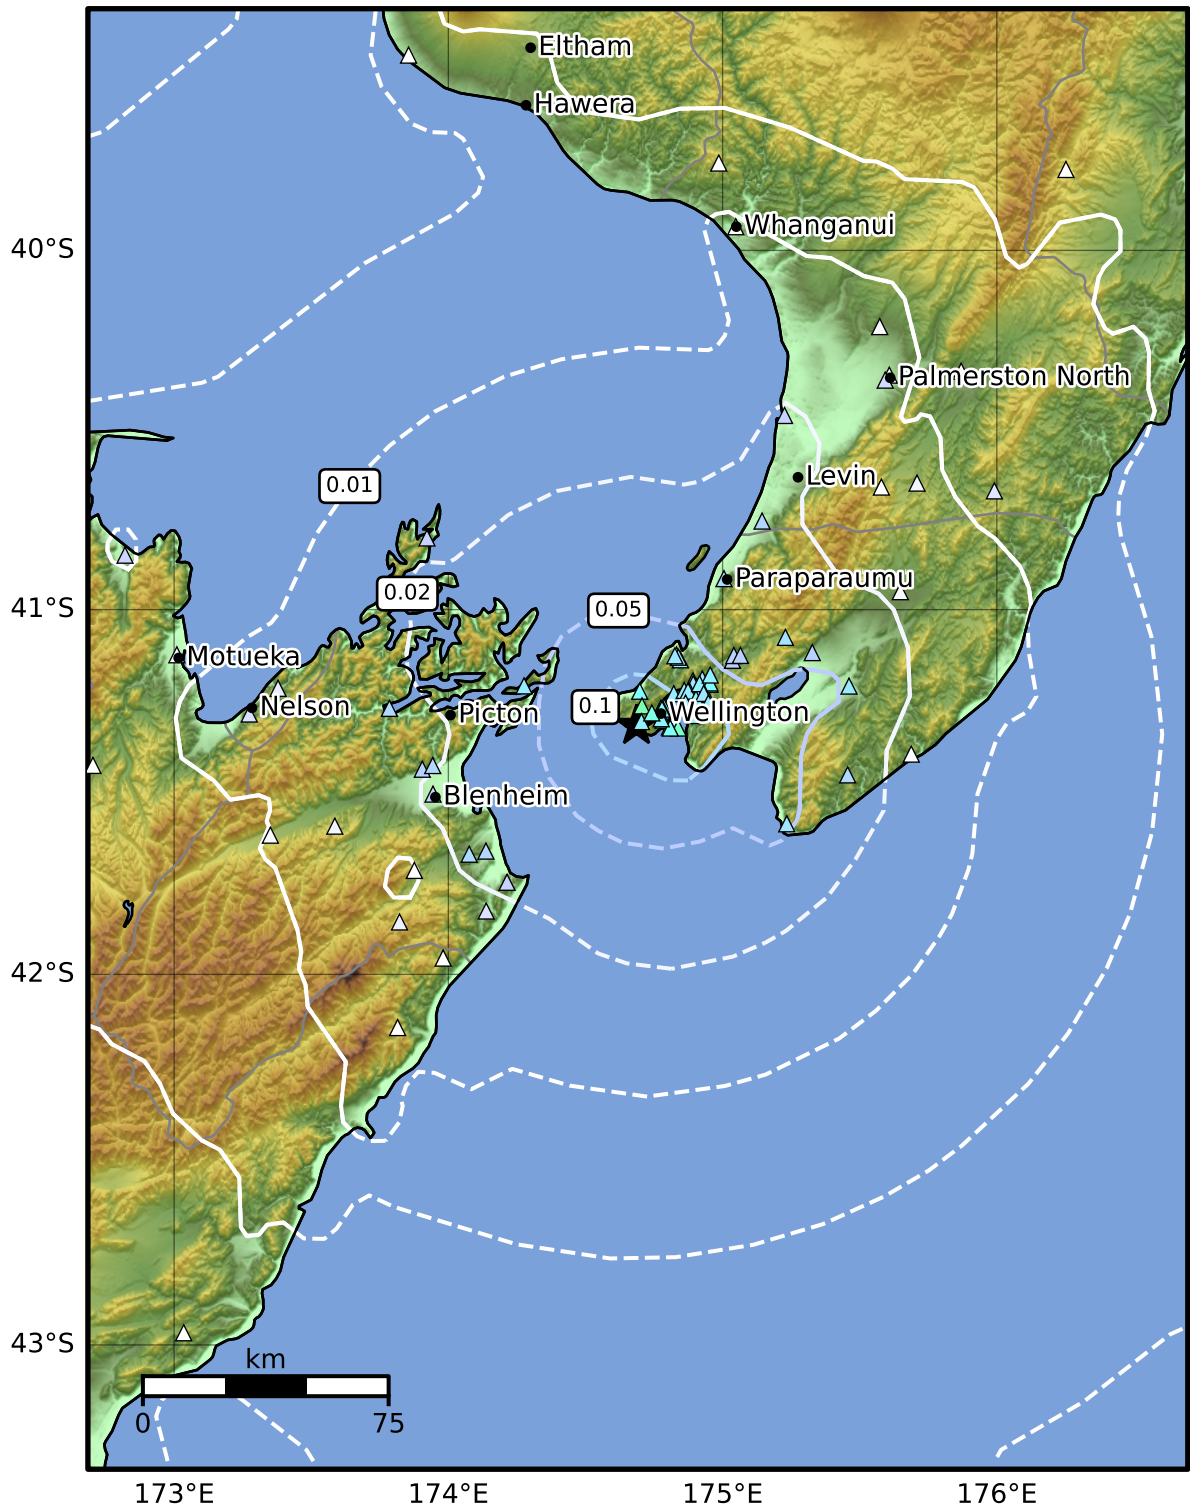 Eltham
Hawera
Whanganui
40°S
Palmerston North
Levin
0.01
Paraparaumu
0.02
41°S
0.05
Motueka
Nelson
0.1
Picton
Wellington
Blenheim
42°S
43°S
km
0
75
173°E
174°E
175°E
176°E